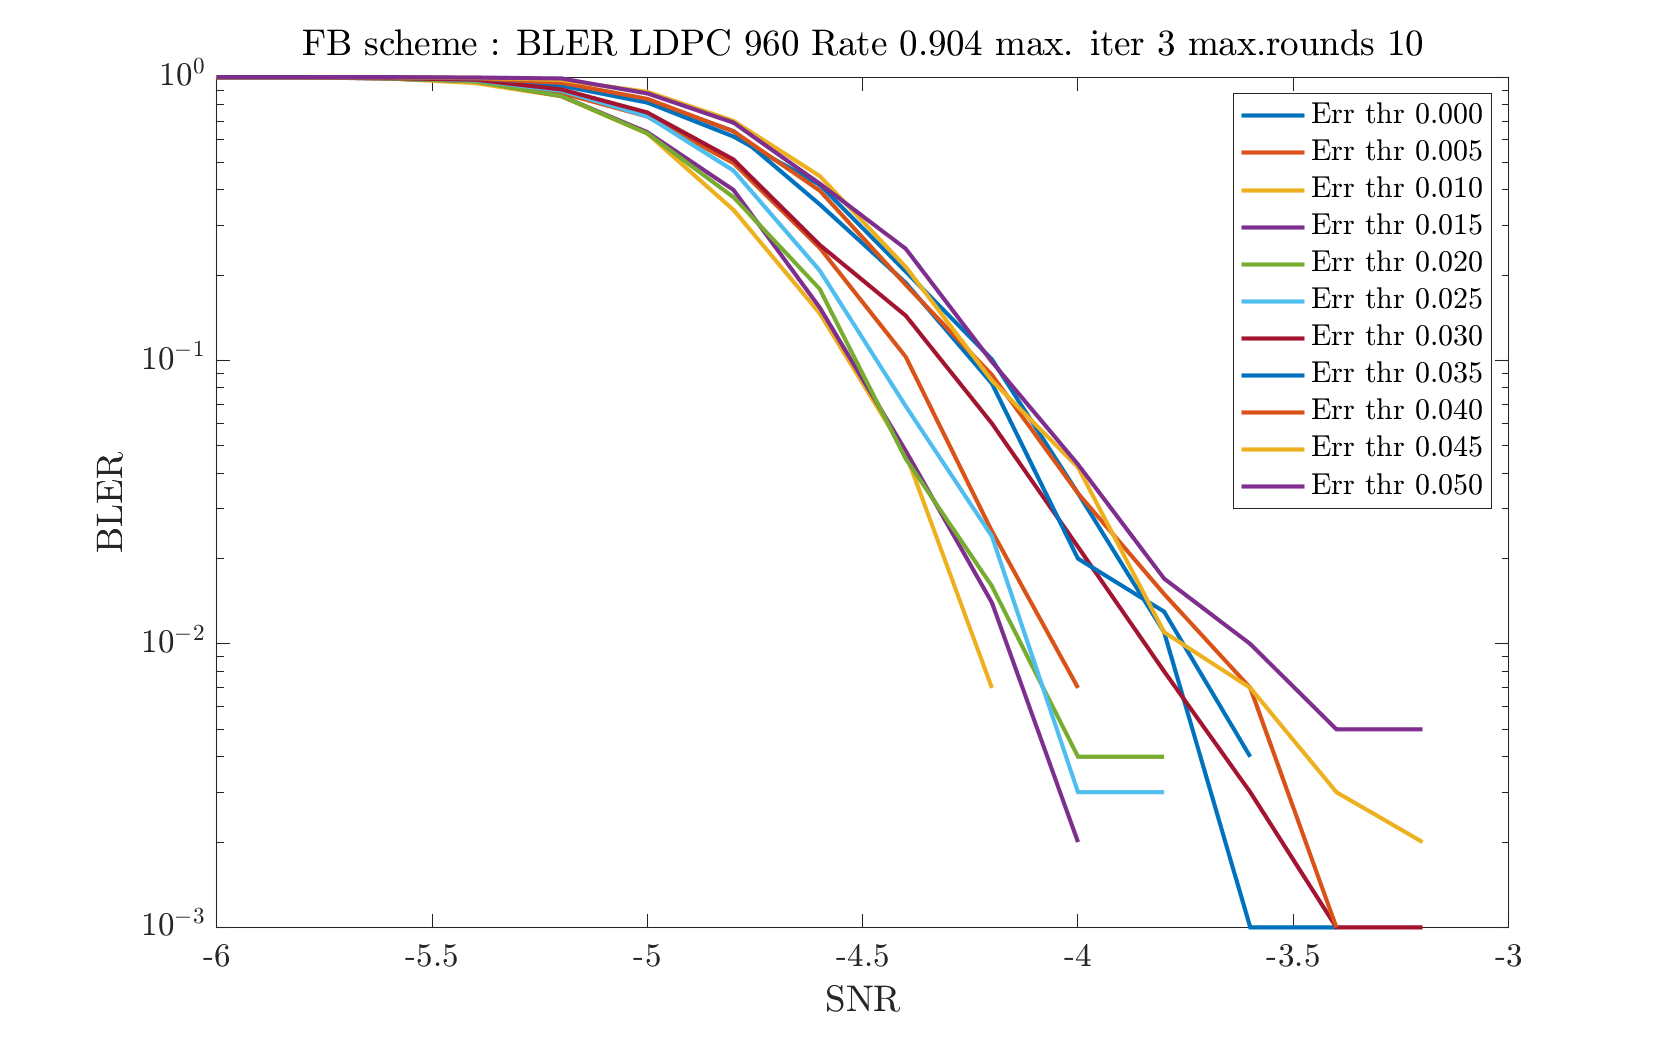 FB scheme : BLER LDPC 960 Rate 0.904 max. iter 3 max.rounds 10
10^0
10^−1
10^−2
10^−3
BLER
Err thr 0.000
Err thr 0.005
Err thr 0.010
Err thr 0.015
Err thr 0.020
Err thr 0.025
Err thr 0.030
Err thr 0.035
Err thr 0.040
Err thr 0.045
Err thr 0.050
-6 -5.5 -5 -4.5 -4 -3.5 -3
SNR